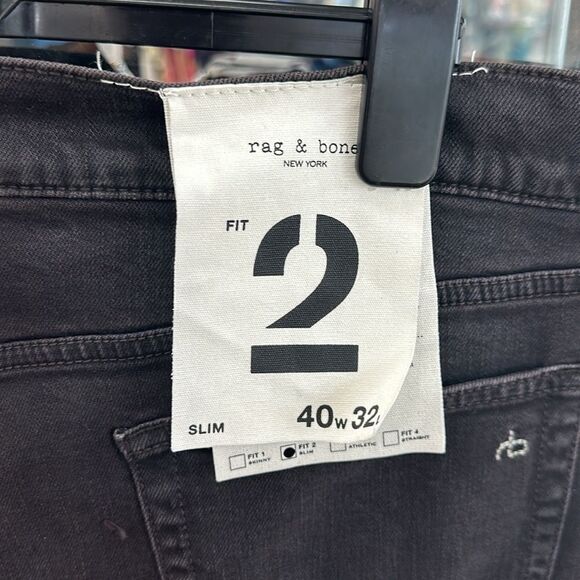 rag & bone
NEW YORK
FIT
2
SLIM
40W 32L
FIT 1
SKINNY
FIT 2
SLIM
ATHLETIC
FIT 4
STRAIGHT
rb